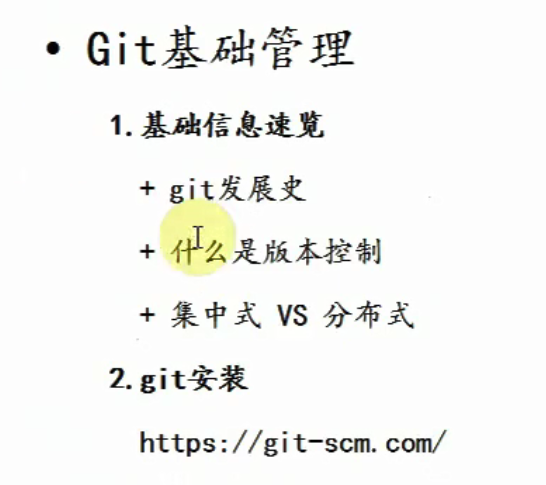 • Git基础管理
1.基础信息速览
+ git发展史
+ 什么是版本控制
+ 集中式 VS 分布式
2.git安装
https://git-scm.com/